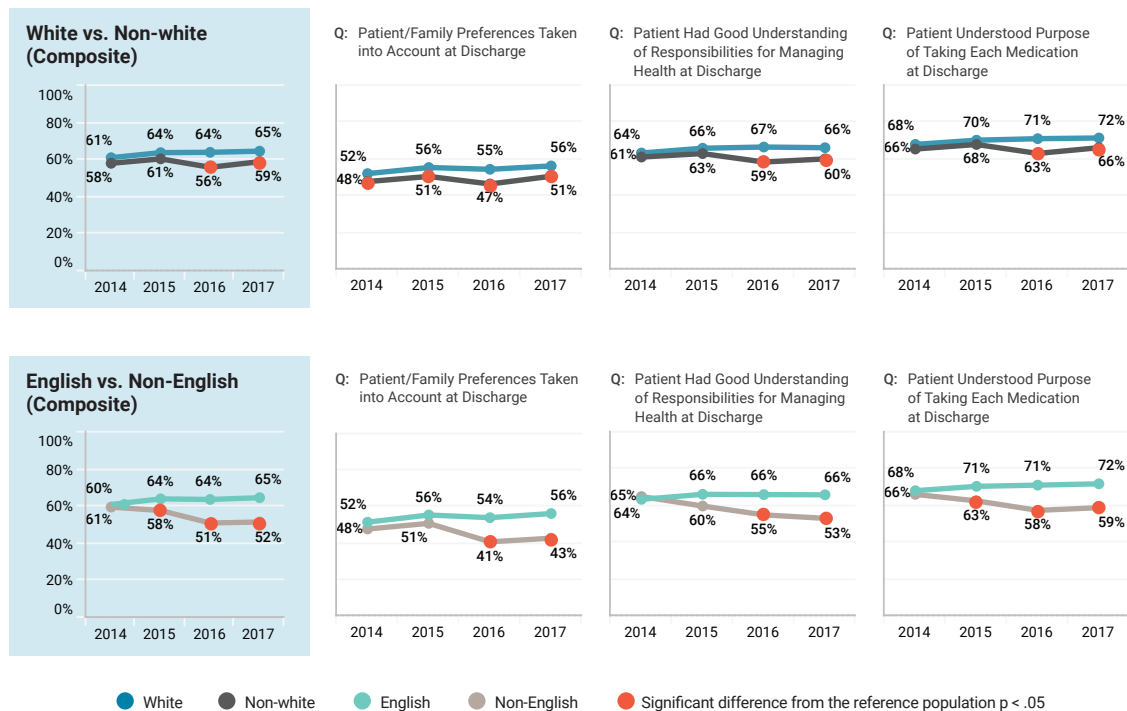 White vs. Non-white
(Composite)
100%
80%
60%
40%
20%
0%
61%
64%
64%
65%
58%
61%
56%
59%
2014 2015 2016 2017
Q: Patient/Family Preferences Taken
into Account at Discharge
52%
56%
55%
56%
48%
51%
47%
51%
2014 2015 2016 2017
Q: Patient Had Good Understanding
of Responsibilities for Managing
Health at Discharge
64%
66%
67%
66%
61%
63%
59%
60%
2014 2015 2016 2017
Q: Patient Understood Purpose
of Taking Each Medication
at Discharge
68%
70%
71%
72%
66%
68%
63%
66%
2014 2015 2016 2017
English vs. Non-English
(Composite)
100%
80%
60%
40%
20%
0%
60%
64%
64%
65%
61%
58%
51%
52%
2014 2015 2016 2017
Q: Patient/Family Preferences Taken
into Account at Discharge
52%
56%
54%
56%
48%
51%
41%
43%
2014 2015 2016 2017
Q: Patient Had Good Understanding
of Responsibilities for Managing
Health at Discharge
65%
66%
66%
66%
64%
60%
55%
53%
2014 2015 2016 2017
Q: Patient Understood Purpose
of Taking Each Medication
at Discharge
68%
71%
71%
72%
66%
63%
58%
59%
2014 2015 2016 2017
White Non-white English Non-English Significant difference from the reference population p < .05